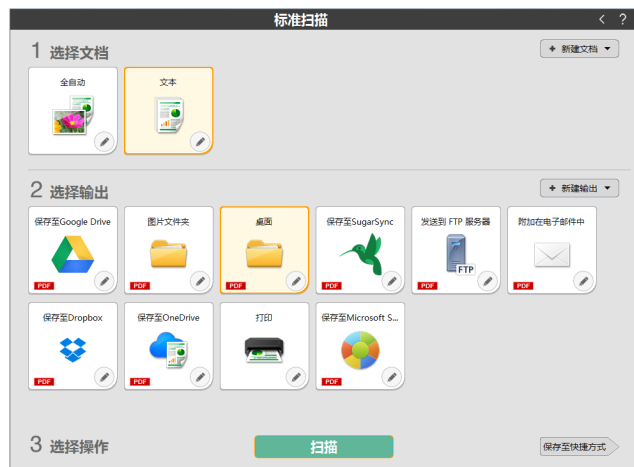 标准扫描
< ?
1 选择文档
+ 新建文档
全自动
文本
2 选择输出
+ 新建输出
保存至Google Drive
图片文件夹
桌面
保存至SugarSync
发送到 FTP 服务器
附加在电子邮件中
FTP
PDF
PDF
PDF
PDF
PDF
PDF
保存至Dropbox
保存至OneDrive
打印
保存至Microsoft S...
PDF
PDF
PDF
3 选择操作
扫描
保存至快捷方式